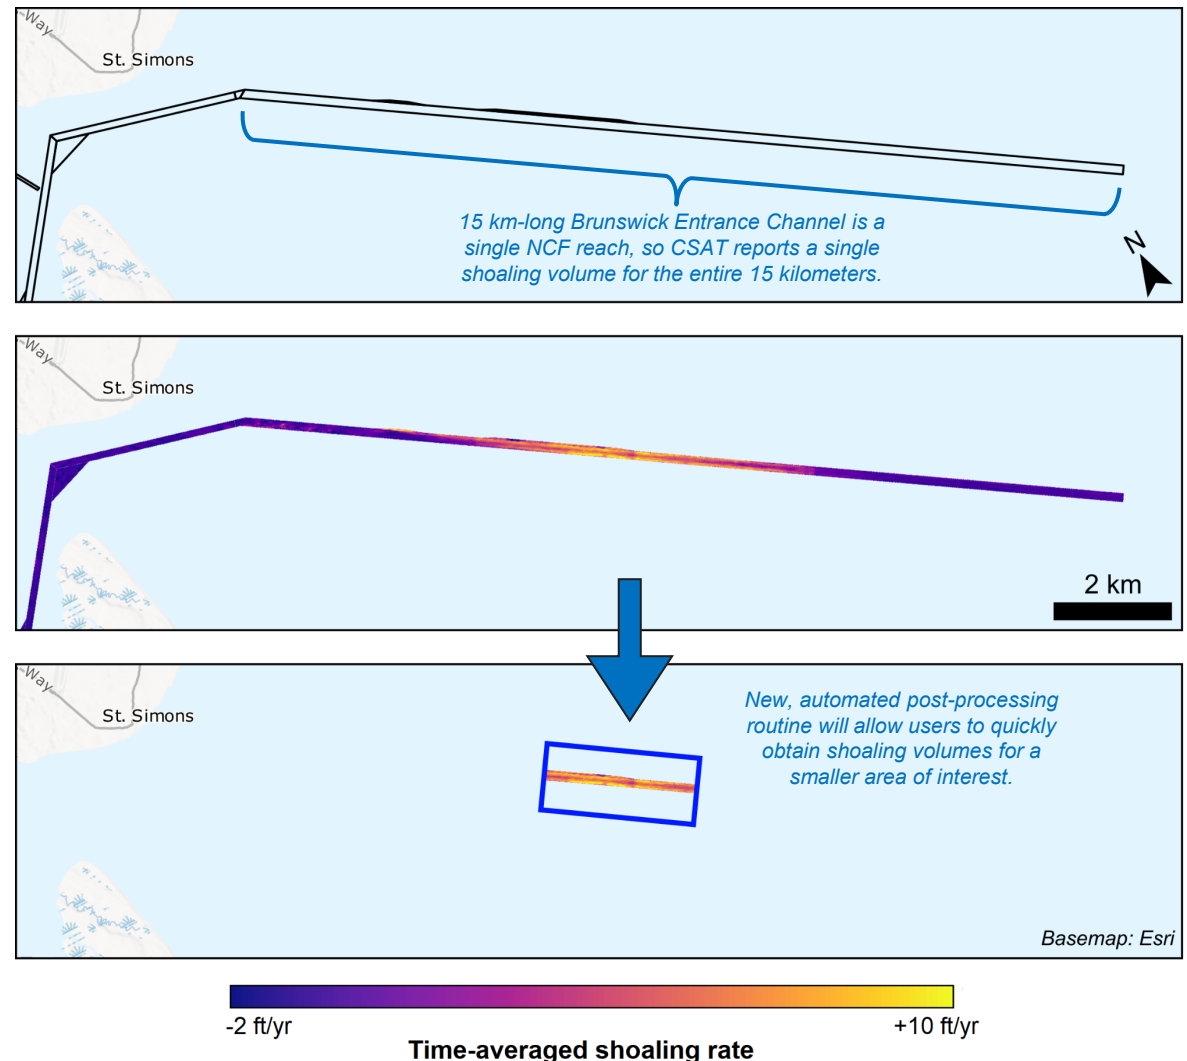 Way
St. Simons
15 km-long Brunswick Entrance Channel is a
single NCF reach, so CSAT reports a single
shoaling volume for the entire 15 kilometers.
N
Way
St. Simons
2 km
Way
St. Simons
New, automated post-processing
routine will allow users to quickly
obtain shoaling volumes for a
smaller area of interest.
Basemap: Esri
-2 ft/yr
+10 ft/yr
Time-averaged shoaling rate